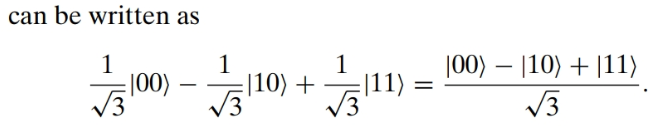 can be written as
1/√3|00⟩ − 1/√3|10⟩ + 1/√3|11⟩ = |00⟩ − |10⟩ + |11⟩/√3.